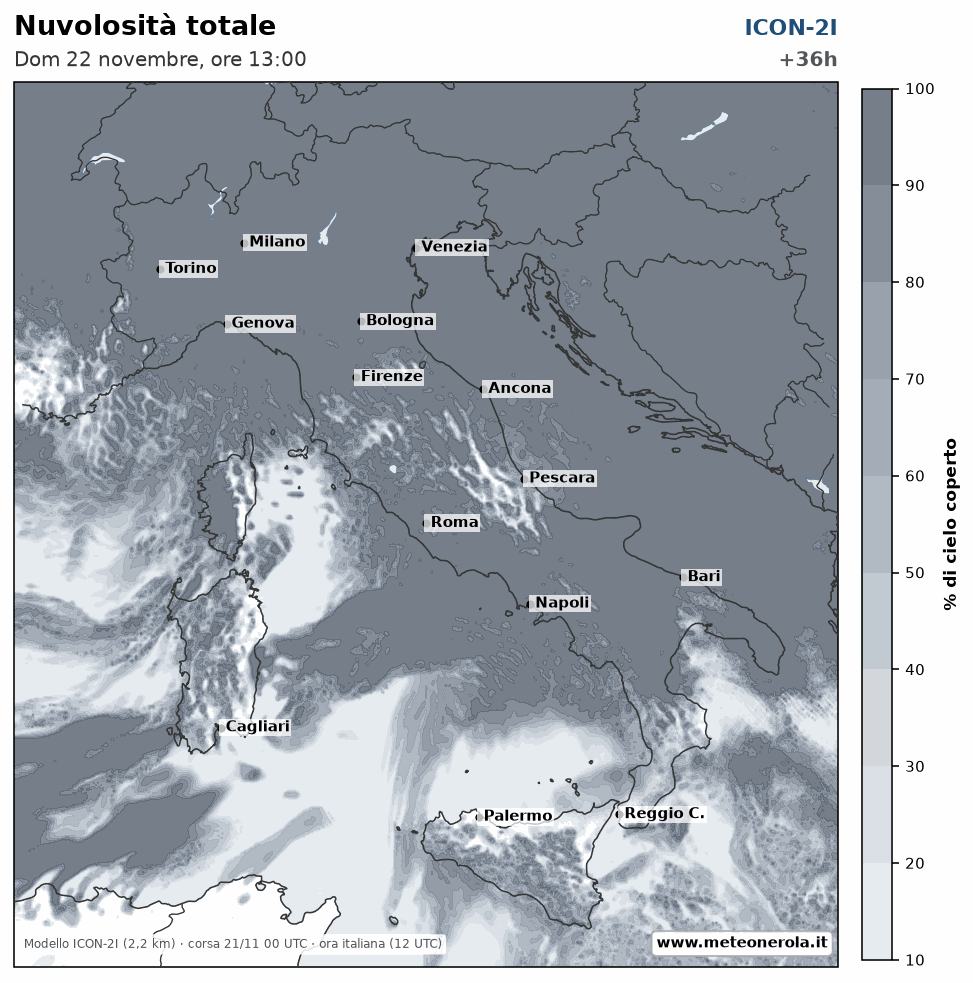 Nuvolosità totale
ICON-2I
Dom 22 novembre, ore 13:00
+36h
100
90
80
70
60
50
40
30
20
10
% di cielo coperto
Milano
Venezia
Torino
Genova
Bologna
Firenze
Ancona
Pescara
Roma
Bari
Napoli
Cagliari
Palermo
Reggio C.
Modello ICON-2I (2,2 km) · corsa 21/11 00 UTC · ora italiana (12 UTC)
www.meteonerola.it